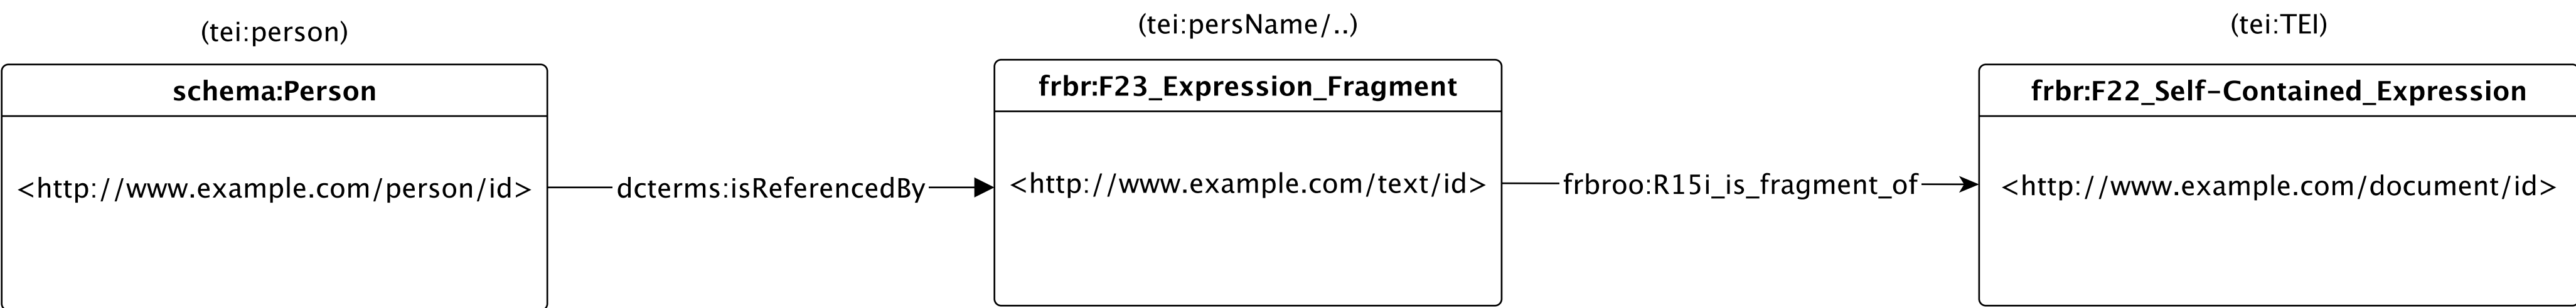 (tei:person)
schema:Person
<http://www.example.com/person/id>
dcterms:isReferencedBy
(tei:persName/..)
frbr:F23_Expression_Fragment
<http://www.example.com/text/id>
frbroo:R15i_is_fragment_of
(tei:TEI)
frbr:F22_Self-Contained_Expression
<http://www.example.com/document/id>